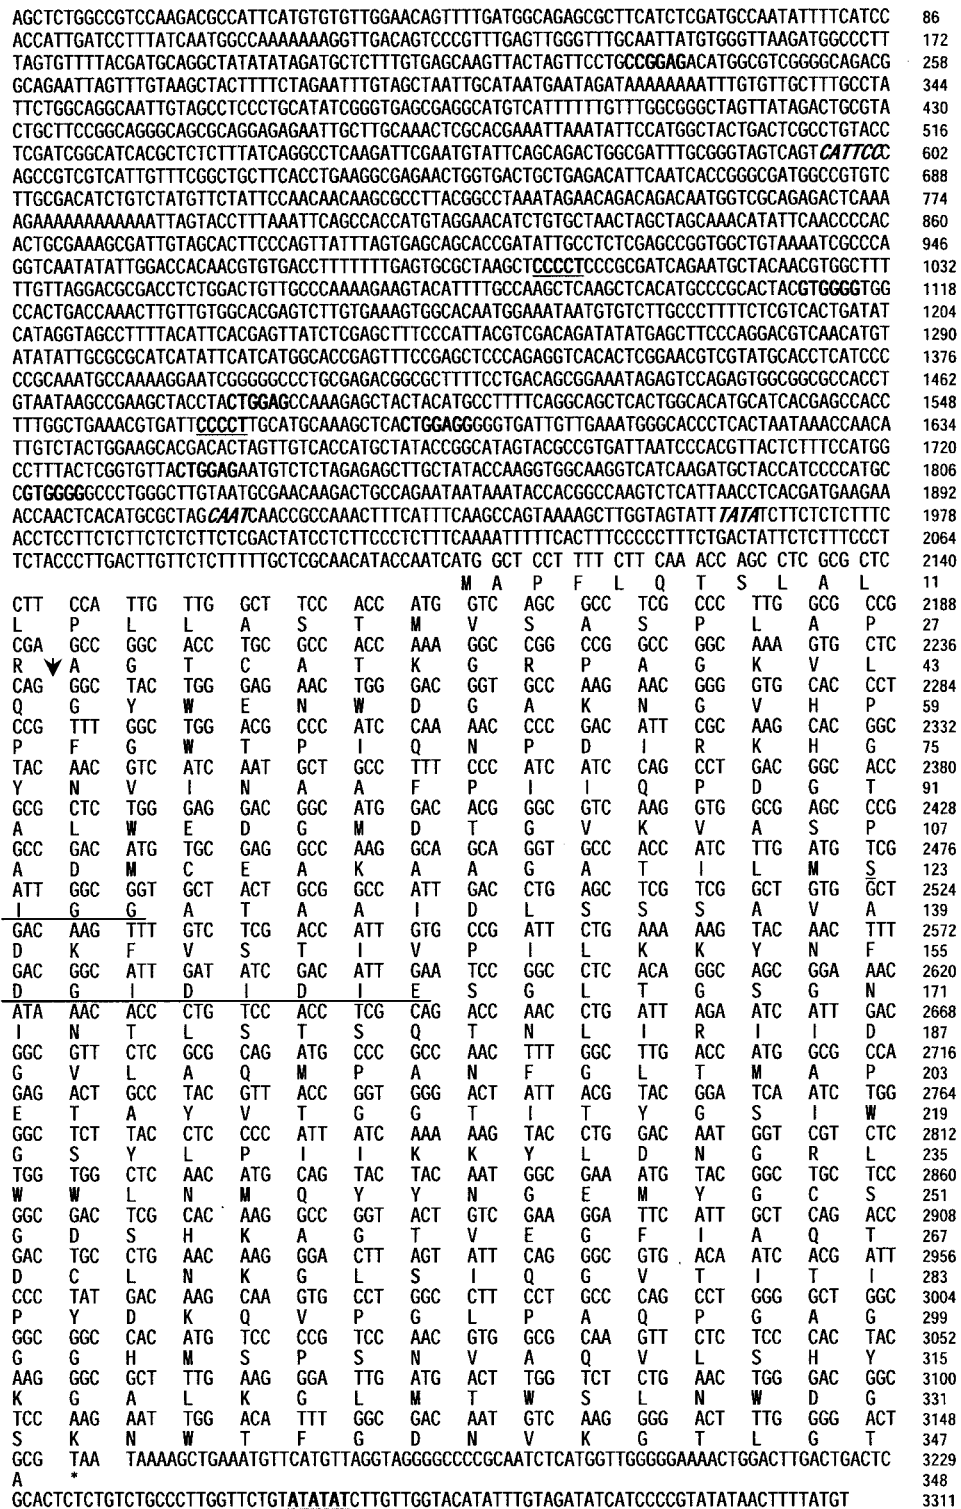 AGCTCTGGCCGTCCAAGACGCCATTCATGTGTGTTGGAACAGTTTTGATGGCAGAGCGCTTCATCTCGATGCCAATATTTTCATCC 86
ACCATTGATCCTTTATCAATGGCCAAAAAAAGGTTGACAGTCCCGTTTGAGTTGGGTTTGCAATTATGTGGGTTAAGATGGCCCTT 172
TAGTGTTTTACGATGCAGGCTATATATAGATGCTCTTTGTGAGCAAGTTACTAGTTCCTGCCGGAGACATGGCGTCGGGGCAGACG 258
GCAGAATTAGTTTGTAAGCTACTTTTCTAGAATTTGTAGCTAATTGCATAATGAATAGATAAAAAAAATTTGTGTTGCTTTGCCTA 344
TTCTGGCAGGCAATTGTAGCCTCCCTGCATATCGGGTGAGCGAGGCATGTCATTTTTTTGTTTGGCGGGCTAGTTATAGACTGCGTA 430
CTGCTTCCGGCAGGGCAGCGCAGGAGAGAATTGCTTGCAAACTCGCACGAAATTAAATATTCCATGGCTACTGACTCGCCTGTACC 516
TCGATCGGCATCACGCTCTCTTTATCAGGCCTCAAGATTCGAATGTATTCAGCAGACTGGCGATTTGCGGGTAGTCAGTCATTCCC 602
AGCCGTCGTCATTGTTTCGGCTGCTTCACCTGAAGGCGAGAACTGGTGACTGCTGAGACATTCAATCACCGGGCGATGGCCGTGTC 688
TTGCGACATCTGTCTATGTTCTATTCCAACAACAAGCGCCTTACGGCCTAAATAGAACAGACAGACAATGGTCGCAGAGACTCAAA 774
AGAAAAAAAAAAAAATTAGTACCTTTAAATTCAGCCACCATGTAGGAACATCTGTGCTAACTAGCTAGCAAACATATTCAACCCCAC 860
ACTGCGAAAGCGATTGTAGCACTTCCCAGTTATTTAGTGAGCAGCACCGATATTGCCTCTCGAGCCGGTGGCTGTAAAATCGCCCA 946
GGTCAATATATTGGACCACAACGTGTGACCTTTTTTTGAGTGCGCTAAGCTCCCCTCCCGCGATCAGAATGCTACAACGTGGCTTT 1032
TTGTTAGGACGCGACCTCTGGACTGTTGCCCAAAAGAAGTACATTTTGCCAAGCTCAAGCTCACATGCCCGCACTACGTGGGGTGG 1118
CCACTGACCAAACTTGTTGTGGCACGAGTCTTGTGAAAGTGGCACAATGGAAATAATGTGTCTTGCCCTTTTCTCGTCACTGATAT 1204
CATAGGTAGCCTTTTACATTCACGAGTTATCTCGAGCTTTCCCATTACGTCGACAGATATATGAGCTTCCCAGGACGTCAACATGT 1290
ATATATTGCGCGCATCATATTCATCATGGCACCGAGTTTCCGAGCTCCCAGAGGTCACACTCGGAACGTCGTATGCACCTCATCCC 1376
CCGCAAATGCCAAAAGGAATCGGGGGCCCTGCGAGACGGCGCTTTTCCTGACAGCGGAAATAGAGTCCAGAGTGGCGGCGCCACCT 1462
GTAATAAGCCGAAGCTACCTACTGGAGCCAAAGAGCTACTACATGCCTTTTCAGGCAGCTCACTGGCACATGCATCACGAGCCACC 1548
TTTGGCTGAAACGTGATTCCCCTTTGCATGCAAAGCTCACTGGAGGGGGTGATTGTTGAAATGGGCACCCTCACTAATAAACCAACA 1634
TTGTCTACTGGAAGCACGACACTAGTTGTCACCATGCTATACCGGCATAGTACGCCGTGATTAATCCCACGTTACTCTTTCCATGG 1720
CCTTTACTCGGTGTTACTGGAGAATGTCTCTAGAGAGCTTGCTATACCAAGGTGGCAAGGTCATCAAGATGCTACCATCCCCATGC 1806
CGTGGGGGCCCTGGGCTTGTAATGCGAACAAGACTGCCAGAATAATAAATACCACGGCCAAGTCTCATTAACCTCACGATGAAGAA 1892
ACCAACTCACATGCGCTAGCAATCAACCGCCAAACTTTCATTTCAAGCCAGTAAAAGCTTGGTAGTATTTATATCTTCTCTCTTTC 1978
ACCTCCTTCTCTTCTCTCTTCTCGACTATCCTCTTCCCTCTTTCAAAATTTTTCACTTTCCCCCTTTCTGACTATTCTCTTTCCCT 2064
TCTACCCTTGACTTGTTCTCTTTTTGCTCGCAACATACCAATCATG GCT CCT TTT CTT CAA ACC AGC CTC GCG CTC 2140
M A P F L Q T S L A L 11
CTT CCA TTG TTG GCT TCC ACC ATG GTC AGC GCC TCG CCC TTG GCG CCG 2188
L P L L A S T M V S A S P L A P 27
CGA GCC GGC ACC TGC GCC ACC AAA GGC CGG CCG GCC GGC AAA GTG CTC 2236
R A G T C A T K G R P A G K V L 43
CAG GGC TAC TGG GAG AAC TGG GAC GGT GCC AAG AAC GGG GTG CAC CCT 2284
Q G Y W E N W D G A K N G V H P 59
CCG TTT GGC TGG ACG CCC ATC CAA AAC CCC GAC ATT CGC AAG CAC GGC 2332
P F G W T P I Q N P D I R K H G 75
TAC AAC GTC ATC AAT GCT GCC TTT CCC ATC ATC CAG CCT GAC GGC ACC 2380
Y N V I N A A F P I I Q P D G T 91
GCG CTC TGG GAG GAC GGC ATG GAC ACG GGC GTC AAG GTG GCG AGC CCG 2428
A L W E D G M D T G V K V A S P 107
GCC GAC ATG TGC GAG GCC AAG GCA GCA GGT GCC ACC ATC TTG ATG TCG 2476
A D M C E A K A A G A T I L M S 123
ATT GGC GGT GCT ACT GCG GCC ATT GAC CTG AGC TCG TCG GCT GTG GCT 2524
I G G A T A A I D L S S S A V A 139
GAC AAG TTT GTC TCG ACC ATT GTG CCG ATT CTG AAA AAG TAC AAC TTT 2572
D K F V S T I V P I L K K Y N F 155
GAC GGC ATT GAT ATC GAC ATT GAA TCC GGC CTC ACA GGC AGC GGA AAC 2620
D G I D I D I E S G L T G S G N 171
ATA AAC ACC CTG TCC ACC TCG CAG ACC AAC CTG ATT AGA ATC ATT GAC 2668
I N T L S T S Q T N L I R I I D 187
GGC GTT CTC GCG CAG ATG CCC GCC AAC TTT GGC TTG ACC ATG GCG CCA 2716
G V L A Q M P A N F G L T M A P 203
GAG ACT GCC TAC GTT ACC GGT GGG ACT ATT ACG TAC GGA TCA ATC TGG 2764
E T A Y V T G G T I T Y G S I W 219
GGC TCT TAC CTC CCC ATT ATC AAA AAG TAC CTG GAC AAT GGT CGT CTC 2812
G S Y L P I I K K Y L D N G R L 235
TGG TGG CTC AAC ATG CAG TAC TAC AAT GGC GAA ATG TAC GGC TGC TCC 2860
W W L N M Q Y Y N G E M Y G C S 251
GGC GAC TCG CAC AAG GCC GGT ACT GTC GAA GGA TTC ATT GCT CAG ACC 2908
G D S H K A G T V E G F I A Q T 267
GAC TGC CTG AAC AAG GGA CTT AGT ATT CAG GGC GTG ACA ATC ACG ATT 2956
D C L N K G L S I Q G V T I T I 283
CCC TAT GAC AAG CAA GTG CCT GGC CTT CCT GCC CAG CCT GGG GCT GGC 3004
P Y D K Q V P G L P A Q P G A G 299
GGC GGC CAC ATG TCC CCG TCC AAC GTG GCG CAA GTT CTC TCC CAC TAC 3052
G G H M S P S N V A Q V L S H Y 315
AAG GGC GCT TTG AAG GGA TTG ATG ACT TGG TCT CTG AAC TGG GAC GGC 3100
K G A L K G L M T W S L N W D G 331
TCC AAG AAT TGG ACA TTT GGC GAC AAT GTC AAG GGG ACT TTG GGG ACT 3148
S K N W T F G D N V K G T L G T 347
GCG TAA TAAAAGCTGAAATGTTCATGTTAGGTAGGGGCCCCGCAATCTCATGGTTGGGGGAAAACTGGACTTGACTGACTC 3229
A * 348
GCACTCTCTGTCTGCCCTTGGTTCTGTATATATCTTGTTGGTACATATTTGTAGATATCATCCCCGTATATAACTTTTATGT 3311